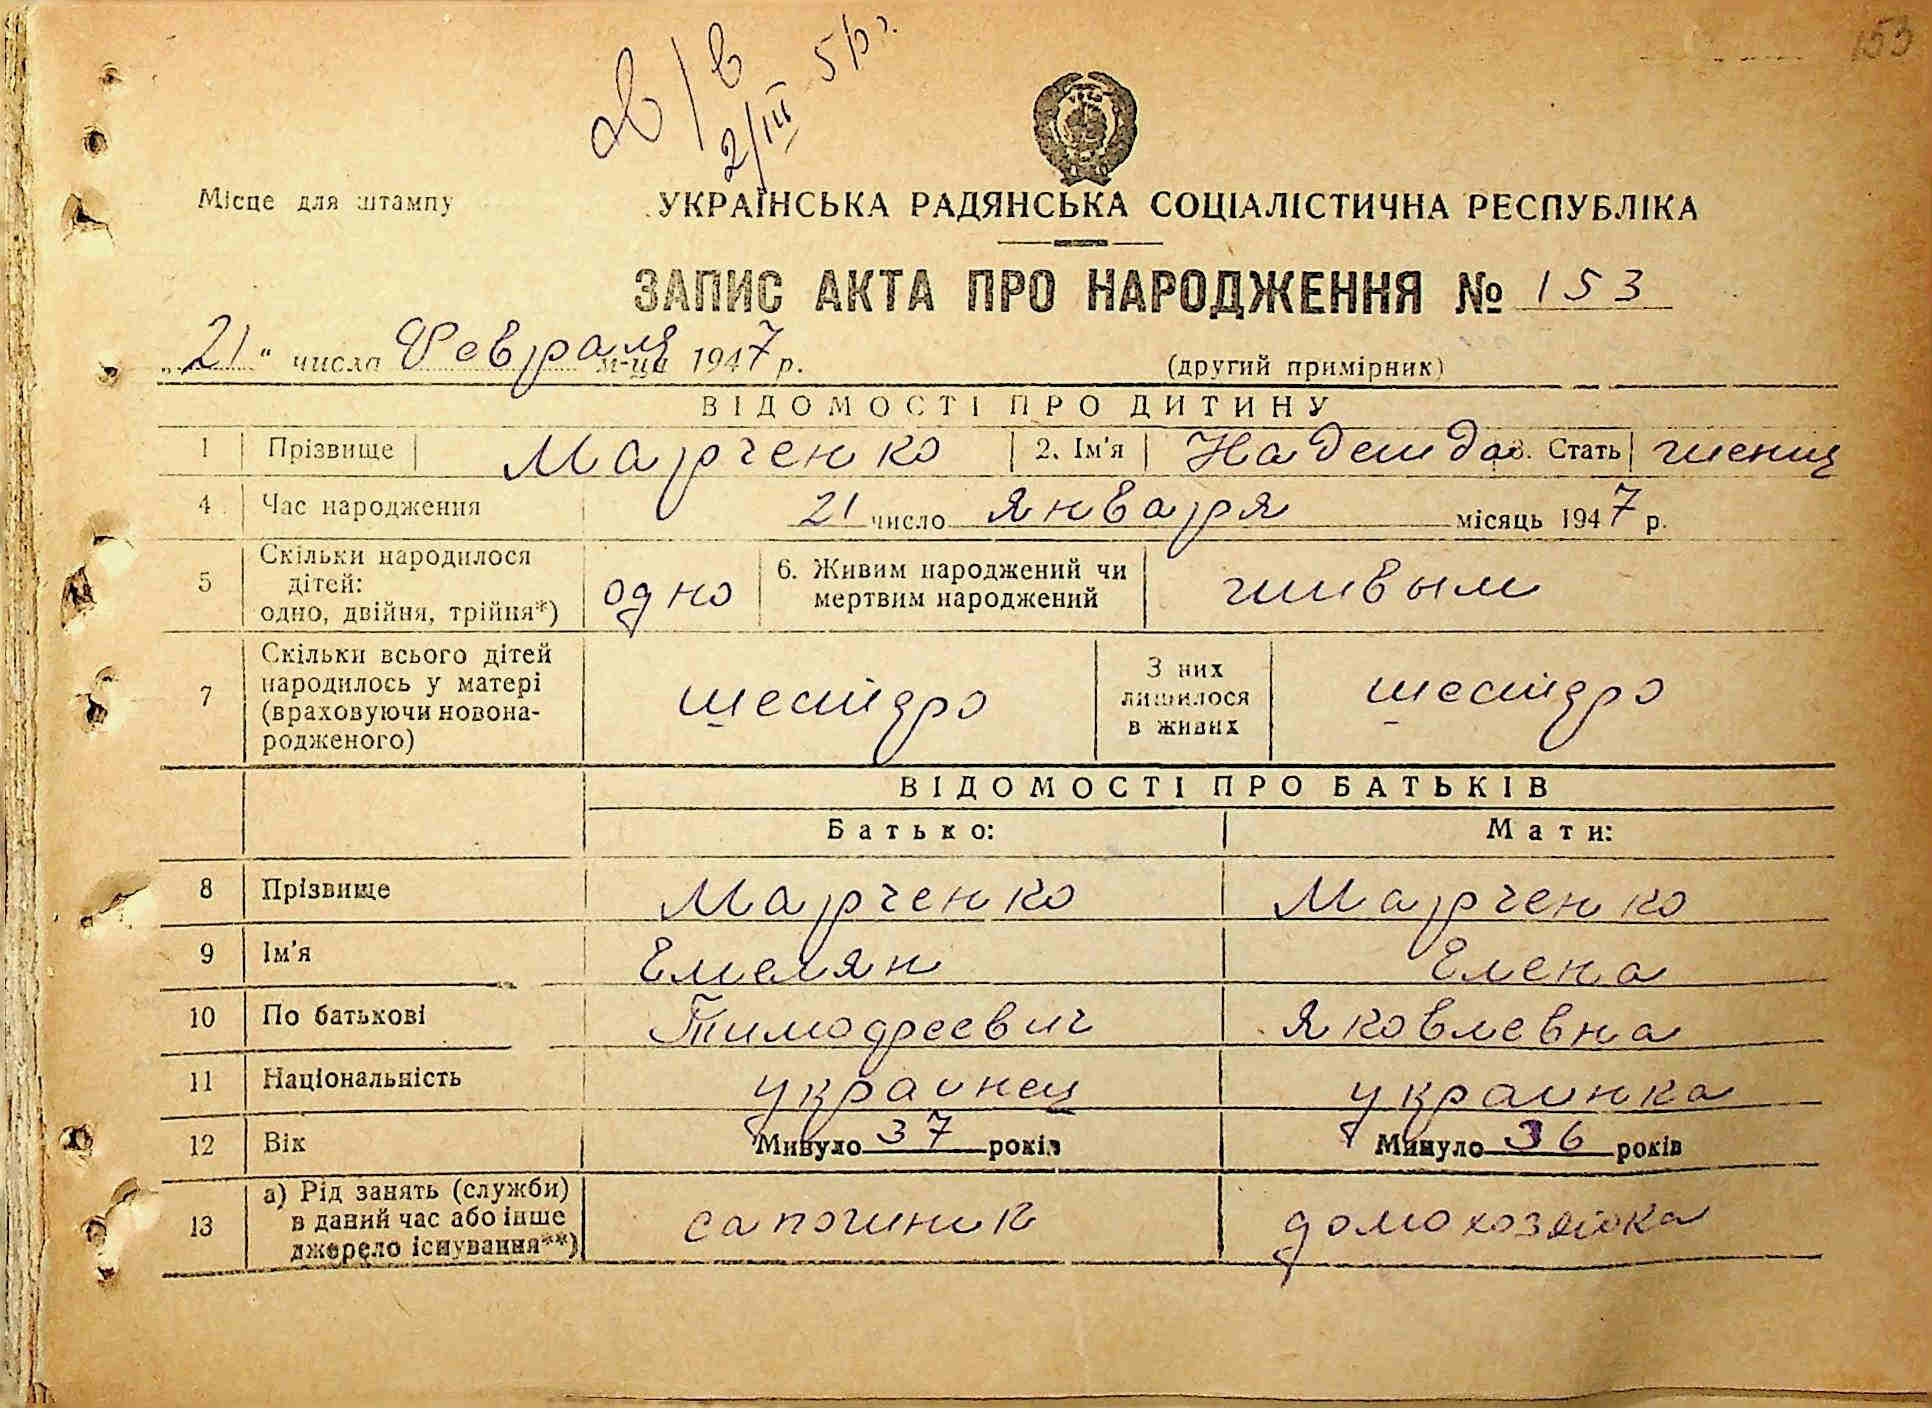 153
2/III 5
Місце для штампу
УКРАЇНСЬКА РАДЯНСЬКА СОЦІАЛІСТИЧНА РЕСПУБЛІКА
ЗАПИС АКТА ПРО НАРОДЖЕННЯ № 153
„21“ числа Февраля м-ця 1947 р. (другий примірник)
ВІДОМОСТІ ПРО ДИТИНУ
1 Прізвище Марченко 2. Ім'я Надежда 3. Стать женщ
4 Час народження 21 число января місяць 1947 р.
5 Скільки народилося дітей: одно, двійня, трійня*) одно 6. Живим народжений чи мертвим народжений живым
7 Скільки всього дітей народилось у матері (враховуючи новонародженого) шестеро З них лишилося в живих шестеро
ВІДОМОСТІ ПРО БАТЬКІВ
Батько: Мати:
8 Прізвище Марченко Марченко
9 Ім'я Емелян Елена
10 По батькові Тимофеевич Яковлевна
11 Національність украинец украинка
12 Вік Минуло 37 років Минуло 36 років
13 а) Рід занять (служби) в даний час або інше джерело існування**) сапожник домохозяйка